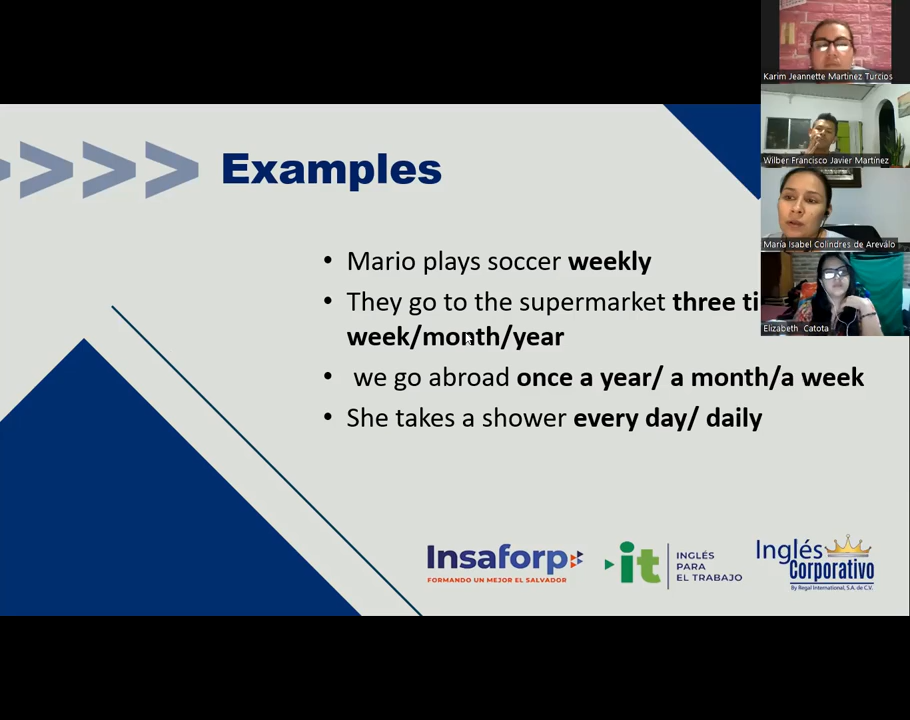 Karim Jeannette Martinez Turcios
Wilber Francisco Javier Martínez
María Isabel Colindres de Arevalo
Elizabeth Catota
>>>> Examples
• Mario plays soccer weekly
• They go to the supermarket three
week/month/year
• we go abroad once a year/ a month/a week
• She takes a shower every day/ daily
Insaforp
FORMANDO UN MEJOR EL SALVADOR
it
INGLÉS
PARA
EL TRABAJO
Inglés
Corporativo
By Regal International, S.A. de C.V.